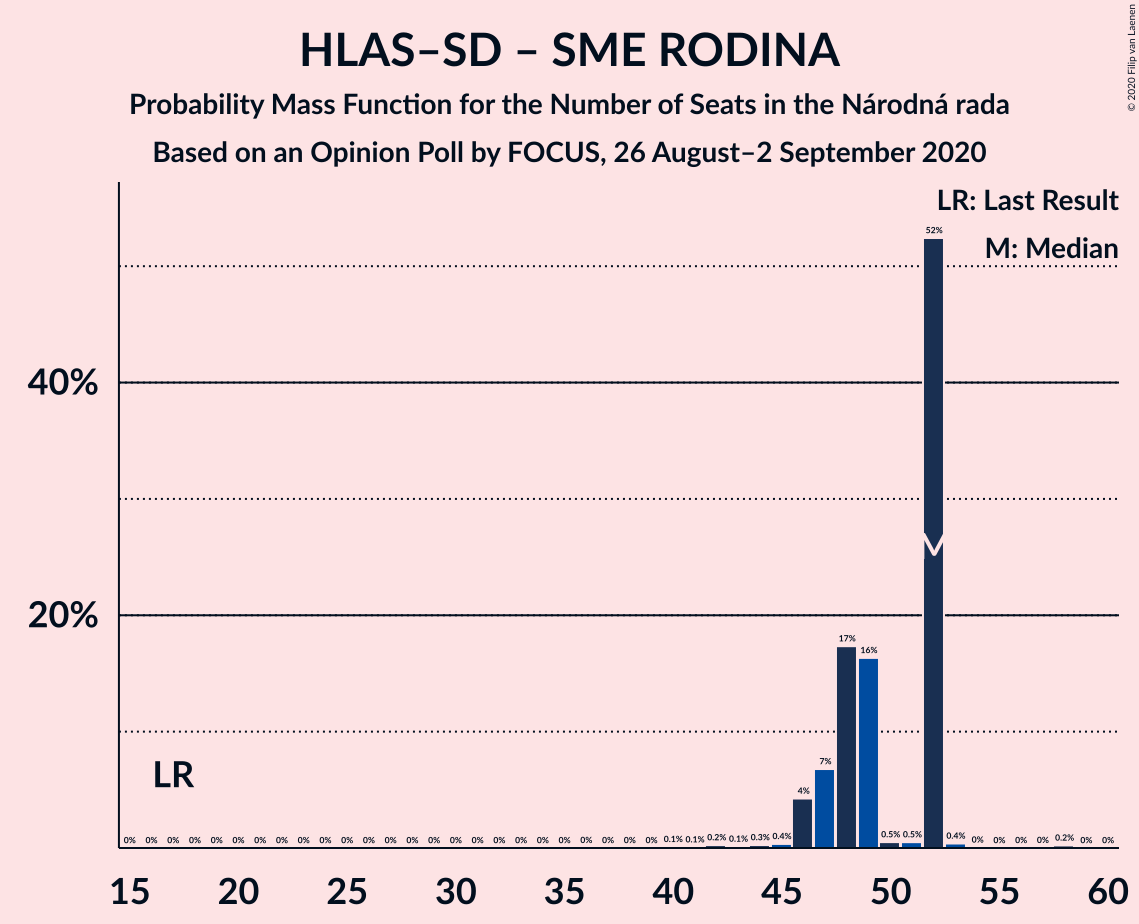 HLAS–SD – SME RODINA
Probability Mass Function for the Number of Seats in the Národná rada
Based on an Opinion Poll by FOCUS, 26 August–2 September 2020
© 2020 Filip van Laenen
LR: Last Result
M: Median
52%
40%
20%
17%
16%
LR
7%
4%
0% 0% 0% 0% 0% 0% 0% 0% 0% 0% 0% 0% 0% 0% 0% 0% 0% 0% 0% 0% 0% 0% 0% 0% 0% 0.1% 0.1% 0.2% 0.1% 0.3% 0.4% 0.5% 0.5% 0.4% 0% 0% 0% 0% 0.2% 0% 0%
15 20 25 30 35 40 45 50 55 60